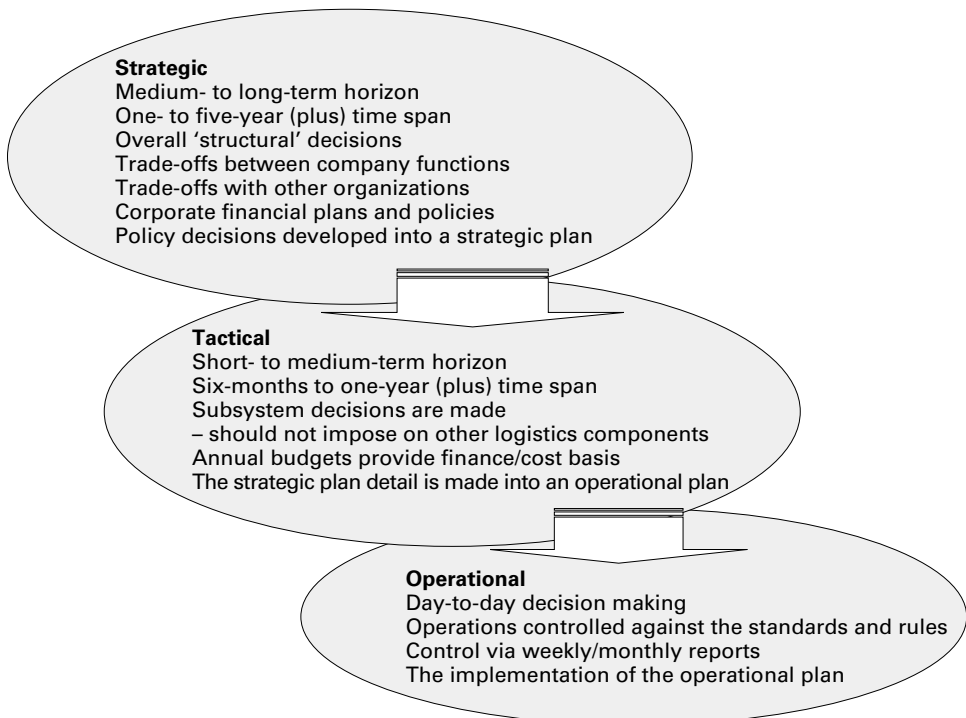 Strategic
Medium- to long-term horizon
One- to five-year (plus) time span
Overall ‘structural’ decisions
Trade-offs between company functions
Trade-offs with other organizations
Corporate financial plans and policies
Policy decisions developed into a strategic plan
Tactical
Short- to medium-term horizon
Six-months to one-year (plus) time span
Subsystem decisions are made
– should not impose on other logistics components
Annual budgets provide finance/cost basis
The strategic plan detail is made into an operational plan
Operational
Day-to-day decision making
Operations controlled against the standards and rules
Control via weekly/monthly reports
The implementation of the operational plan